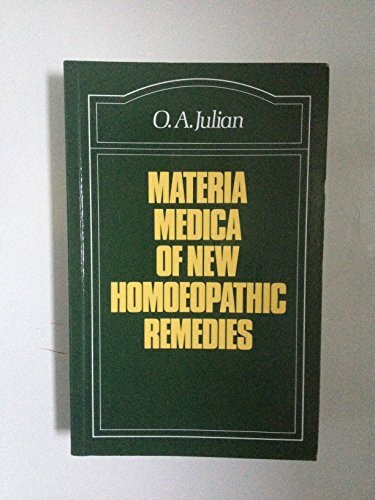 O. A. Julian
MATERIA
MEDICA
OF NEW
HOMOEOPATHIC
REMEDIES